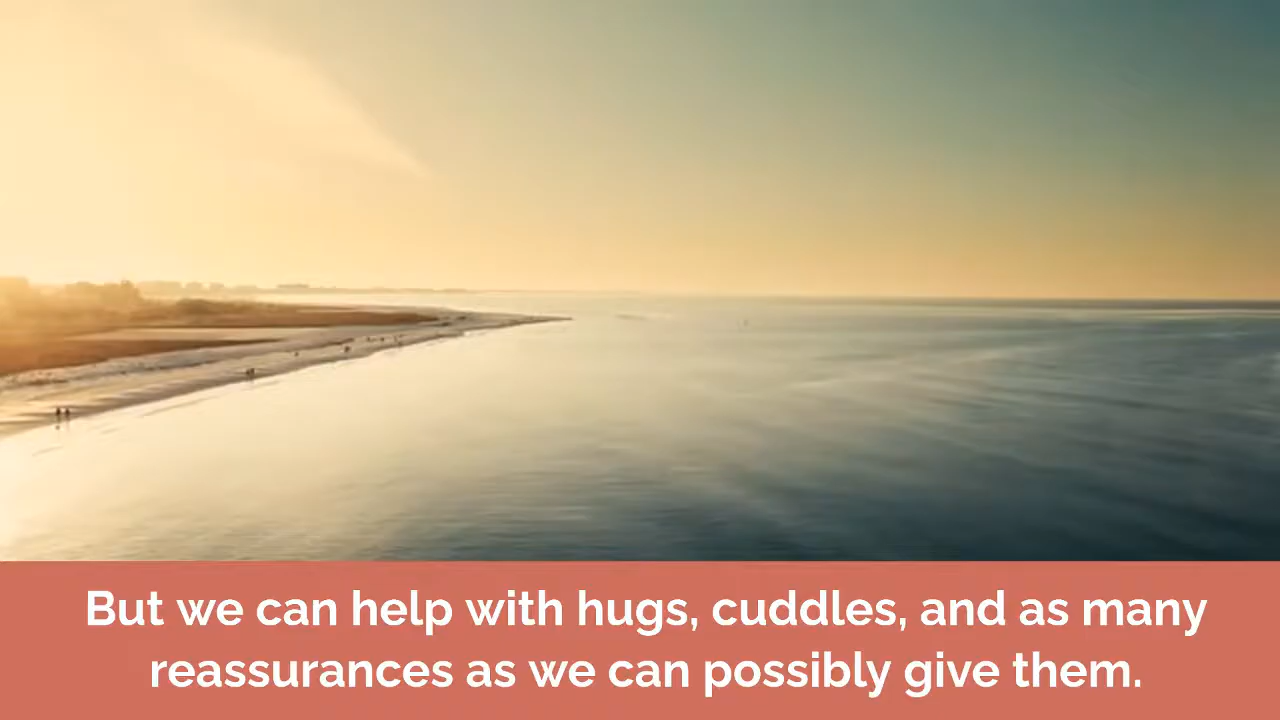 But we can help with hugs, cuddles, and as many
reassurances as we can possibly give them.